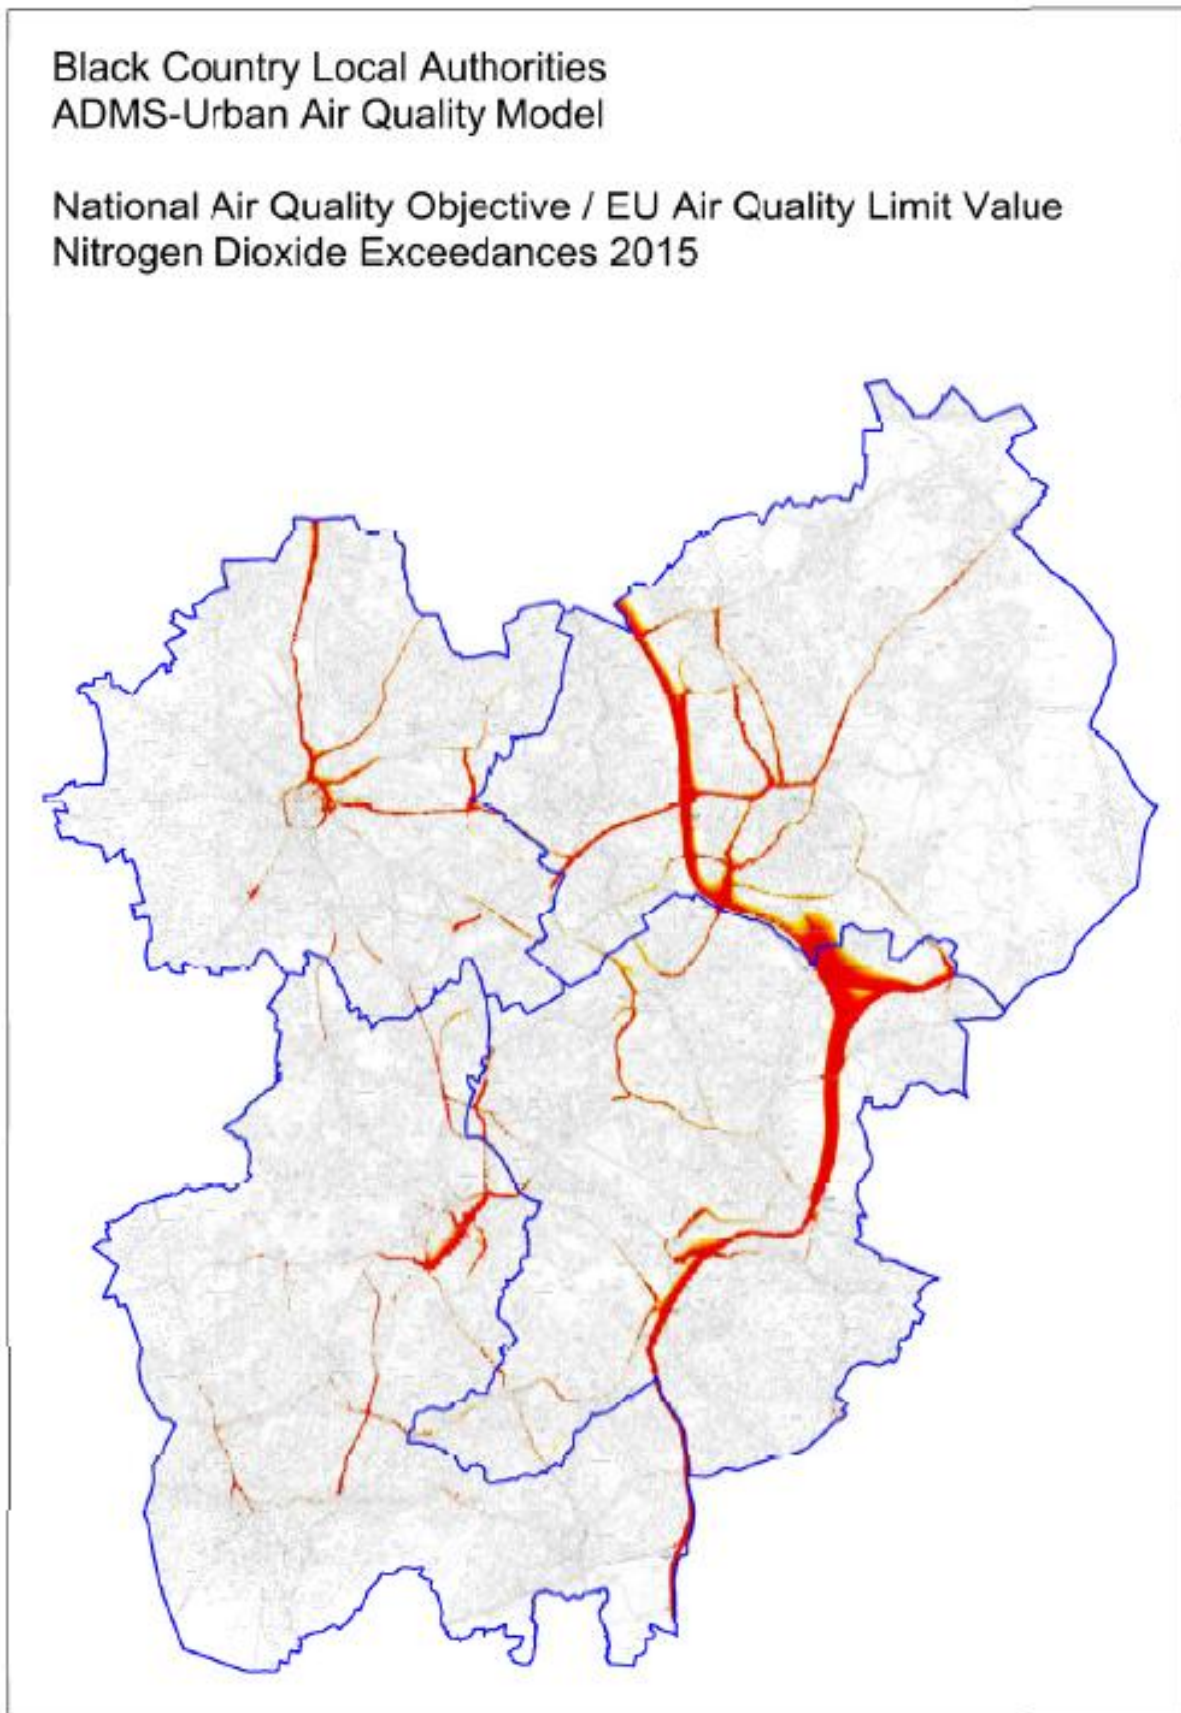 Black Country Local Authorities
ADMS-Urban Air Quality Model
National Air Quality Objective / EU Air Quality Limit Value
Nitrogen Dioxide Exceedances 2015